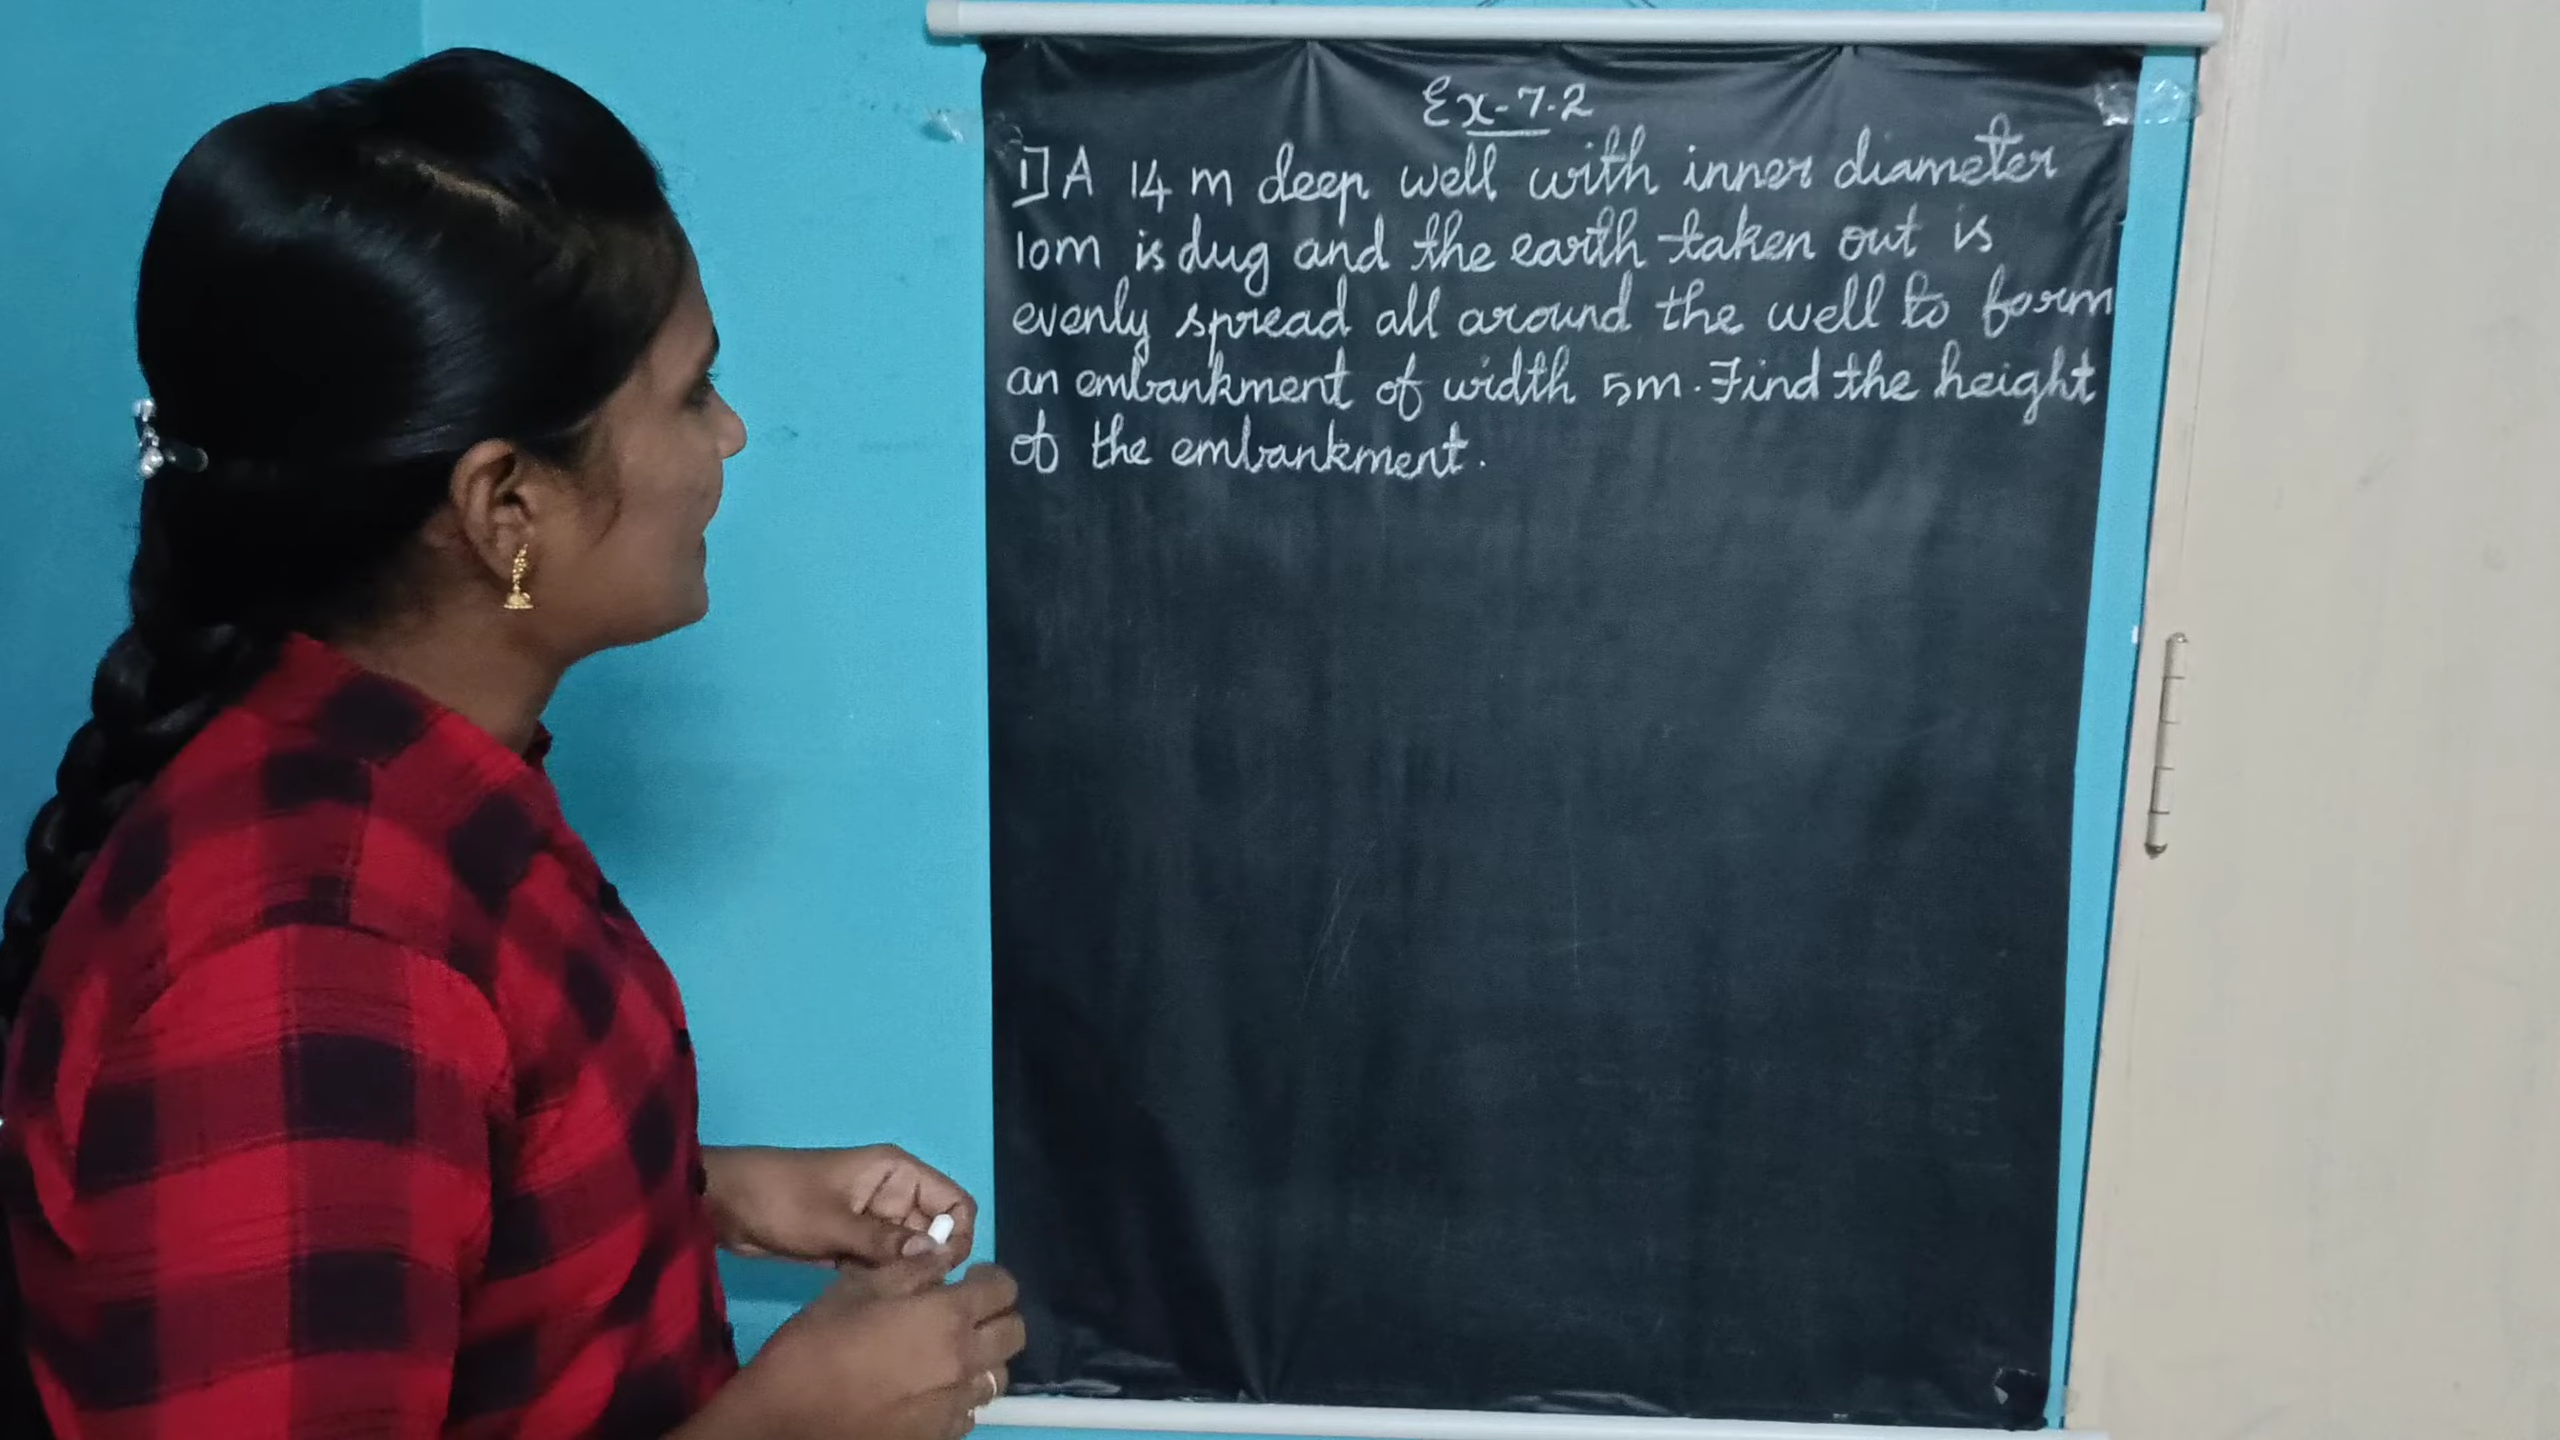 Ex-7.2
1] A 14 m deep well with inner diameter
10m is dug and the earth taken out is
evenly spread all around the well to form
an embankment of width 5m. Find the height
of the embankment.